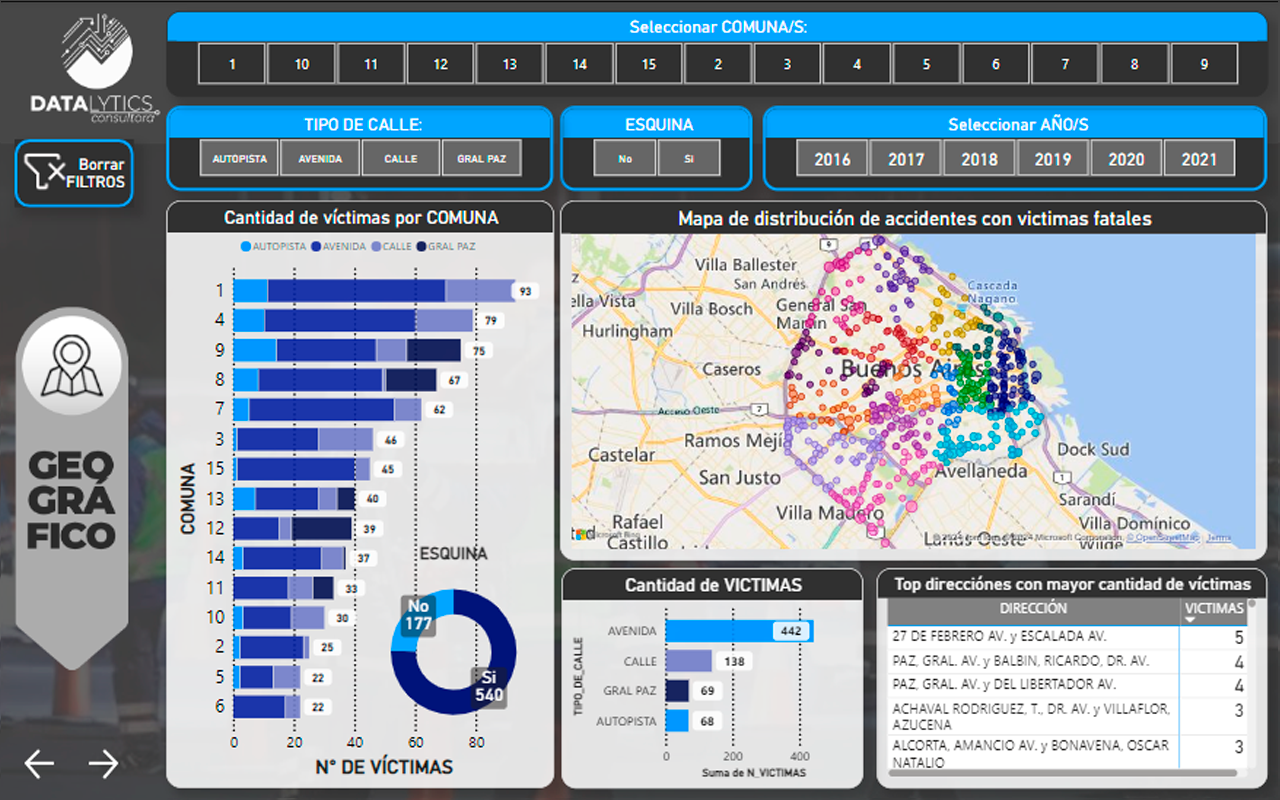 DATALYTICS
consultora
Borrar
FILTROS
GEO
GRÁ
FICO
Seleccionar COMUNA/S:
1 10 11 12 13 14 15 2 3 4 5 6 7 8 9
TIPO DE CALLE:
AUTOPISTA AVENIDA CALLE GRAL PAZ
ESQUINA
No Si
Seleccionar AÑO/S
2016 2017 2018 2019 2020 2021
Cantidad de víctimas por COMUNA
AUTOPISTA AVENIDA CALLE GRAL PAZ
COMUNA
1 93
4 79
9 75
8 67
7 62
3 46
15 45
13 40
12 39
14 37
11 33
10 30
2 25
5 22
6 22
0 20 40 60 80
N° DE VÍCTIMAS
ESQUINA
No
177
Si
540
Mapa de distribución de accidentes con victimas fatales
9
Villa Ballester
San Andrés
Cascada
Nagano
ella Vista
Villa Bosch
General San
Martín
Hurlingham
Caseros
Buenos Aires
Acceso Oeste
7
Ramos Mejía
Castelar
San Justo
Avellaneda
Dock Sud
1
Sarandí
Villa Madero
Villa Domínico
Rafael
Castillo
Lanús Oeste
Wilde
Microsoft Bing
© 2024 TomTom, © 2024 Microsoft Corporation, © OpenStreetMap Terms
Cantidad de VICTIMAS
TIPO_DE_CALLE
AVENIDA 442
CALLE 138
GRAL PAZ 69
AUTOPISTA 68
0 200 400
Suma de N_VICTIMAS
Top direcciónes con mayor cantidad de víctimas
DIRECCIÓN VICTIMAS
27 DE FEBRERO AV. y ESCALADA AV. 5
PAZ, GRAL. AV. y BALBIN, RICARDO, DR. AV. 4
PAZ, GRAL. AV. y DEL LIBERTADOR AV. 4
ACHAVAL RODRIGUEZ, T., DR. AV. y VILLAFLOR, 3
AZUCENA
ALCORTA, AMANCIO AV. y BONAVENA, OSCAR 3
NATALIO